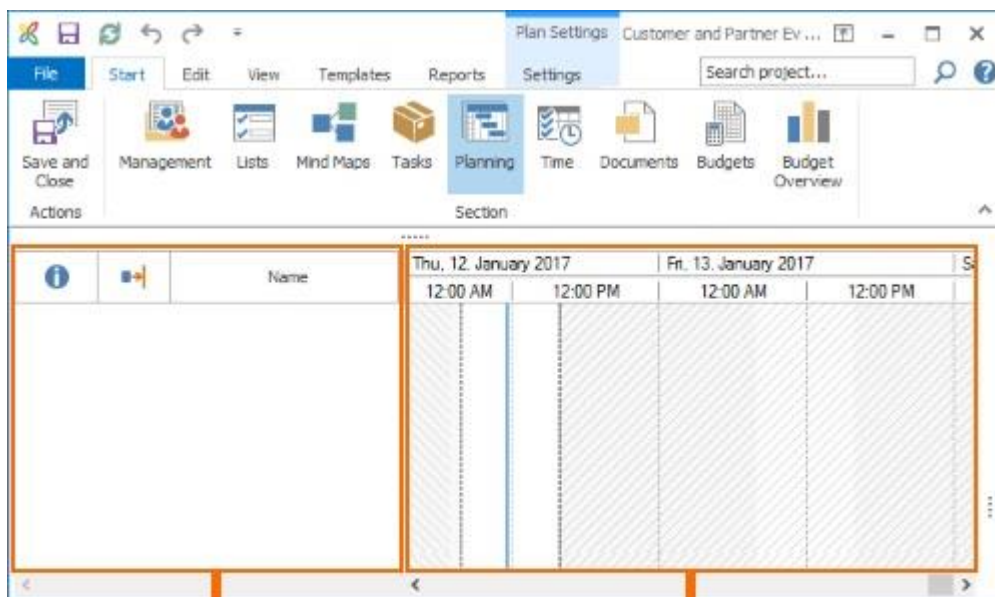 Plan Settings Customer and Partner Ev ...
File Start Edit View Templates Reports Settings Search project...
Save and Close Management Lists Mind Maps Tasks Planning Time Documents Budgets Budget Overview
Actions Section
Name Thu, 12. January 2017 Fri, 13. January 2017
12:00 AM 12:00 PM 12:00 AM 12:00 PM